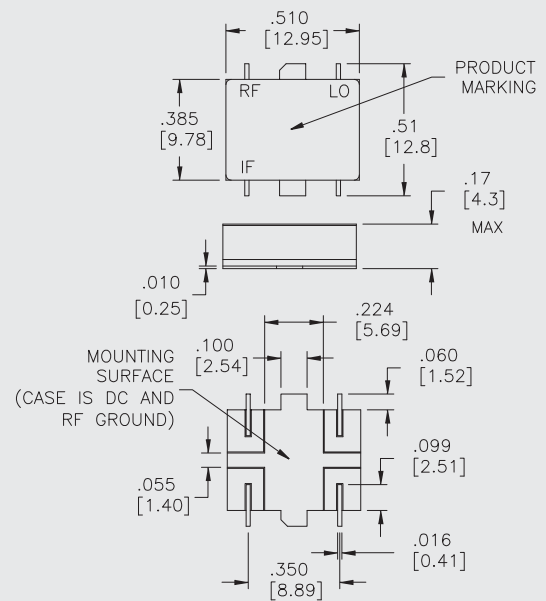 .510
[12.95]
PRODUCT
MARKING
RF
LO
.385
[9.78]
.51
[12.8]
IF
.17
[4.3]
MAX
.010
[0.25]
.224
[5.69]
.100
[2.54]
.060
[1.52]
MOUNTING
SURFACE
(CASE IS DC AND
RF GROUND)
.099
[2.51]
.055
[1.40]
.016
[0.41]
.350
[8.89]